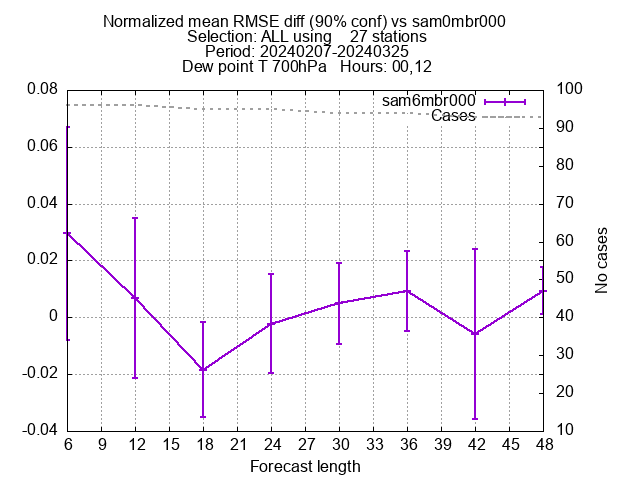 Normalized mean RMSE diff (90% conf) vs sam0mbr000
Selection: ALL using    27 stations
Period: 20240207-20240325
Dew point T 700hPa   Hours: 00,12
sam6mbr000
Cases
0.08
0.06
0.04
0.02
0
-0.02
-0.04
100
90
80
70
60
50
40
30
20
10
No cases
6 9 12 15 18 21 24 27 30 33 36 39 42 45 48
Forecast length